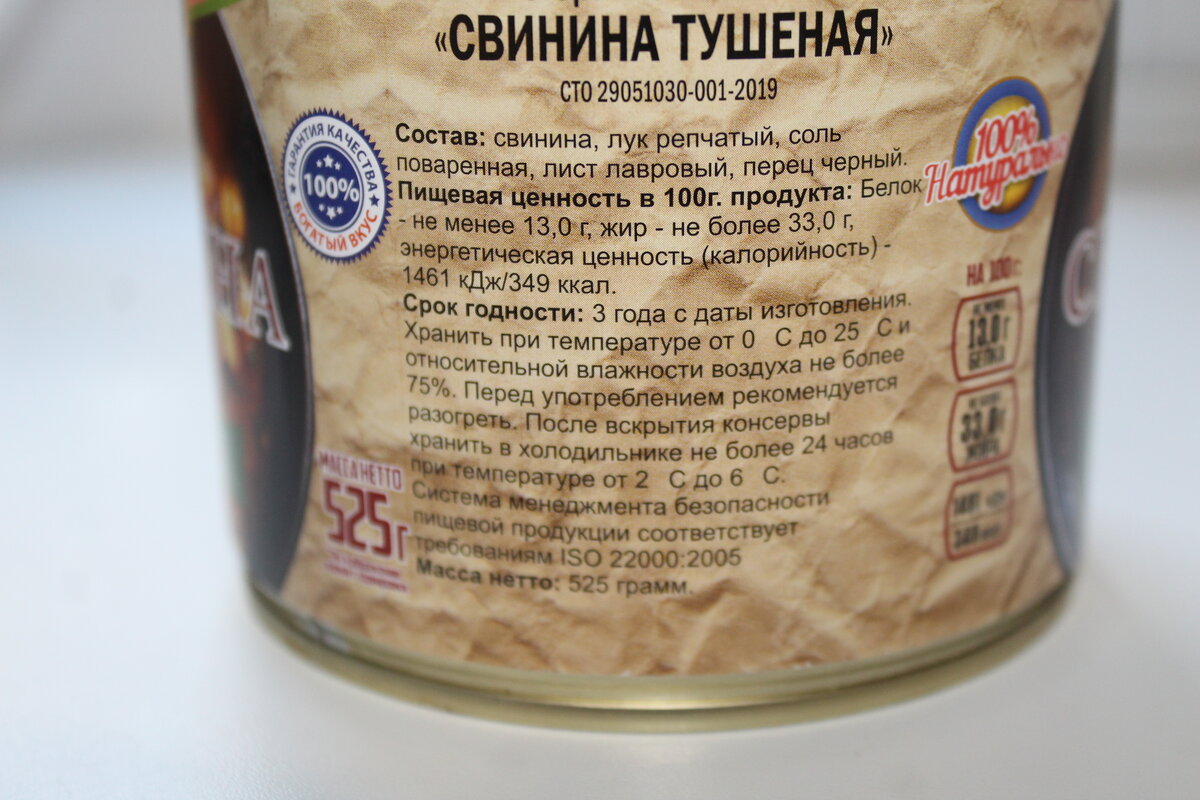 «СВИНИНА ТУШЕНАЯ»
СТО 29051030-001-2019
Состав: свинина, лук репчатый, соль
поваренная, лист лавровый, перец черный.
Пищевая ценность в 100г. продукта: Белок
- не менее 13,0 г, жир - не более 33,0 г,
энергетическая ценность (калорийность) -
1461 кДж/349 ккал.
Срок годности: 3 года с даты изготовления.
Хранить при температуре от 0 С до 25 С и
относительной влажности воздуха не более
75%. Перед употреблением рекомендуется
разогреть. После вскрытия консервы
хранить в холодильнике не более 24 часов
при температуре от 2 С до 6 С.
Система менеджмента безопасности
пищевой продукции соответствует
требованиям ISO 22000:2005
Масса нетто: 525 грамм.
ГАРАНТИЯ КАЧЕСТВА
100%
БОГАТЫЙ ВКУС
МАССА НЕТТО
525г
100%
НА 100 г:
13.0 г
БЕЛКА
33.0 г